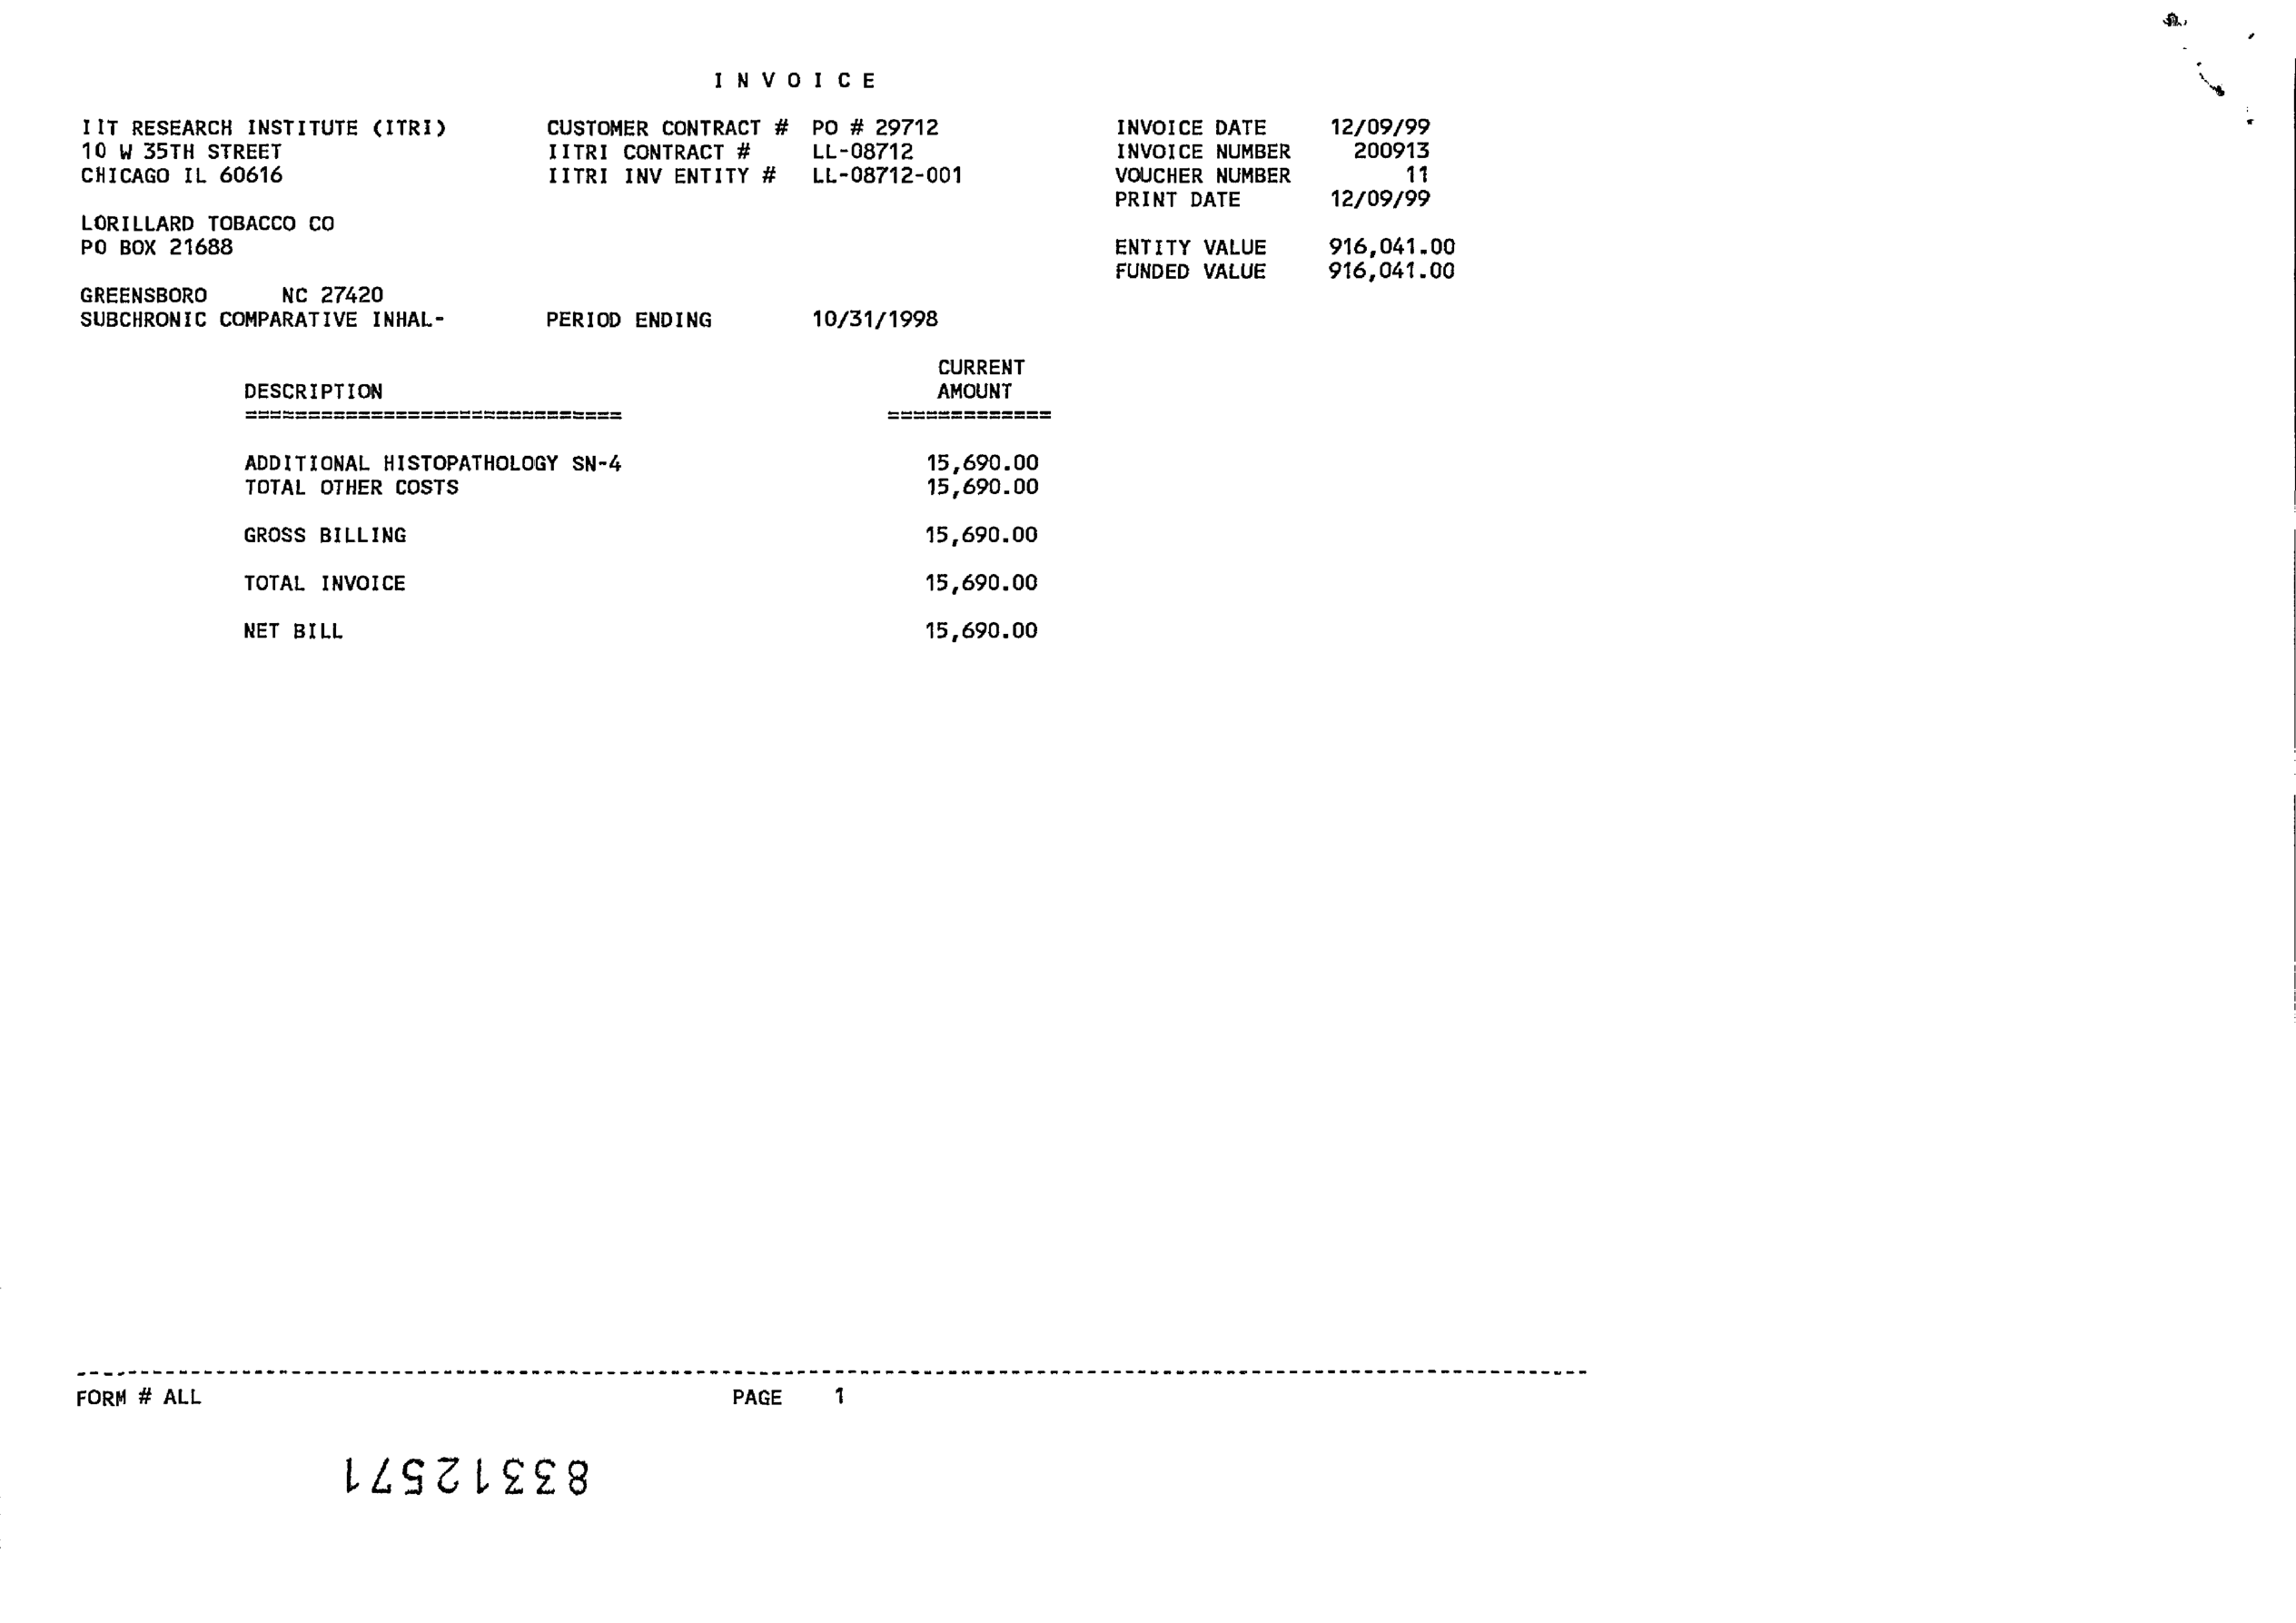 I N V O I C E
IIT RESEARCH INSTITUTE (ITRI) CUSTOMER CONTRACT # PO # 29712 INVOICE DATE 12/09/99
10 W 35TH STREET IITRI CONTRACT # LL-08712 INVOICE NUMBER 200913
CHICAGO IL 60616 IITRI INV ENTITY # LL-08712-001 VOUCHER NUMBER 11
PRINT DATE 12/09/99
LORILLARD TOBACCO CO
PO BOX 21688 ENTITY VALUE 916,041.00
FUNDED VALUE 916,041.00
GREENSBORO NC 27420
SUBCHRONIC COMPARATIVE INHAL- PERIOD ENDING 10/31/1998
CURRENT
DESCRIPTION AMOUNT
============================== =============
ADDITIONAL HISTOPATHOLOGY SN-4 15,690.00
TOTAL OTHER COSTS 15,690.00
GROSS BILLING 15,690.00
TOTAL INVOICE 15,690.00
NET BILL 15,690.00
FORM # ALL PAGE 1
83312571